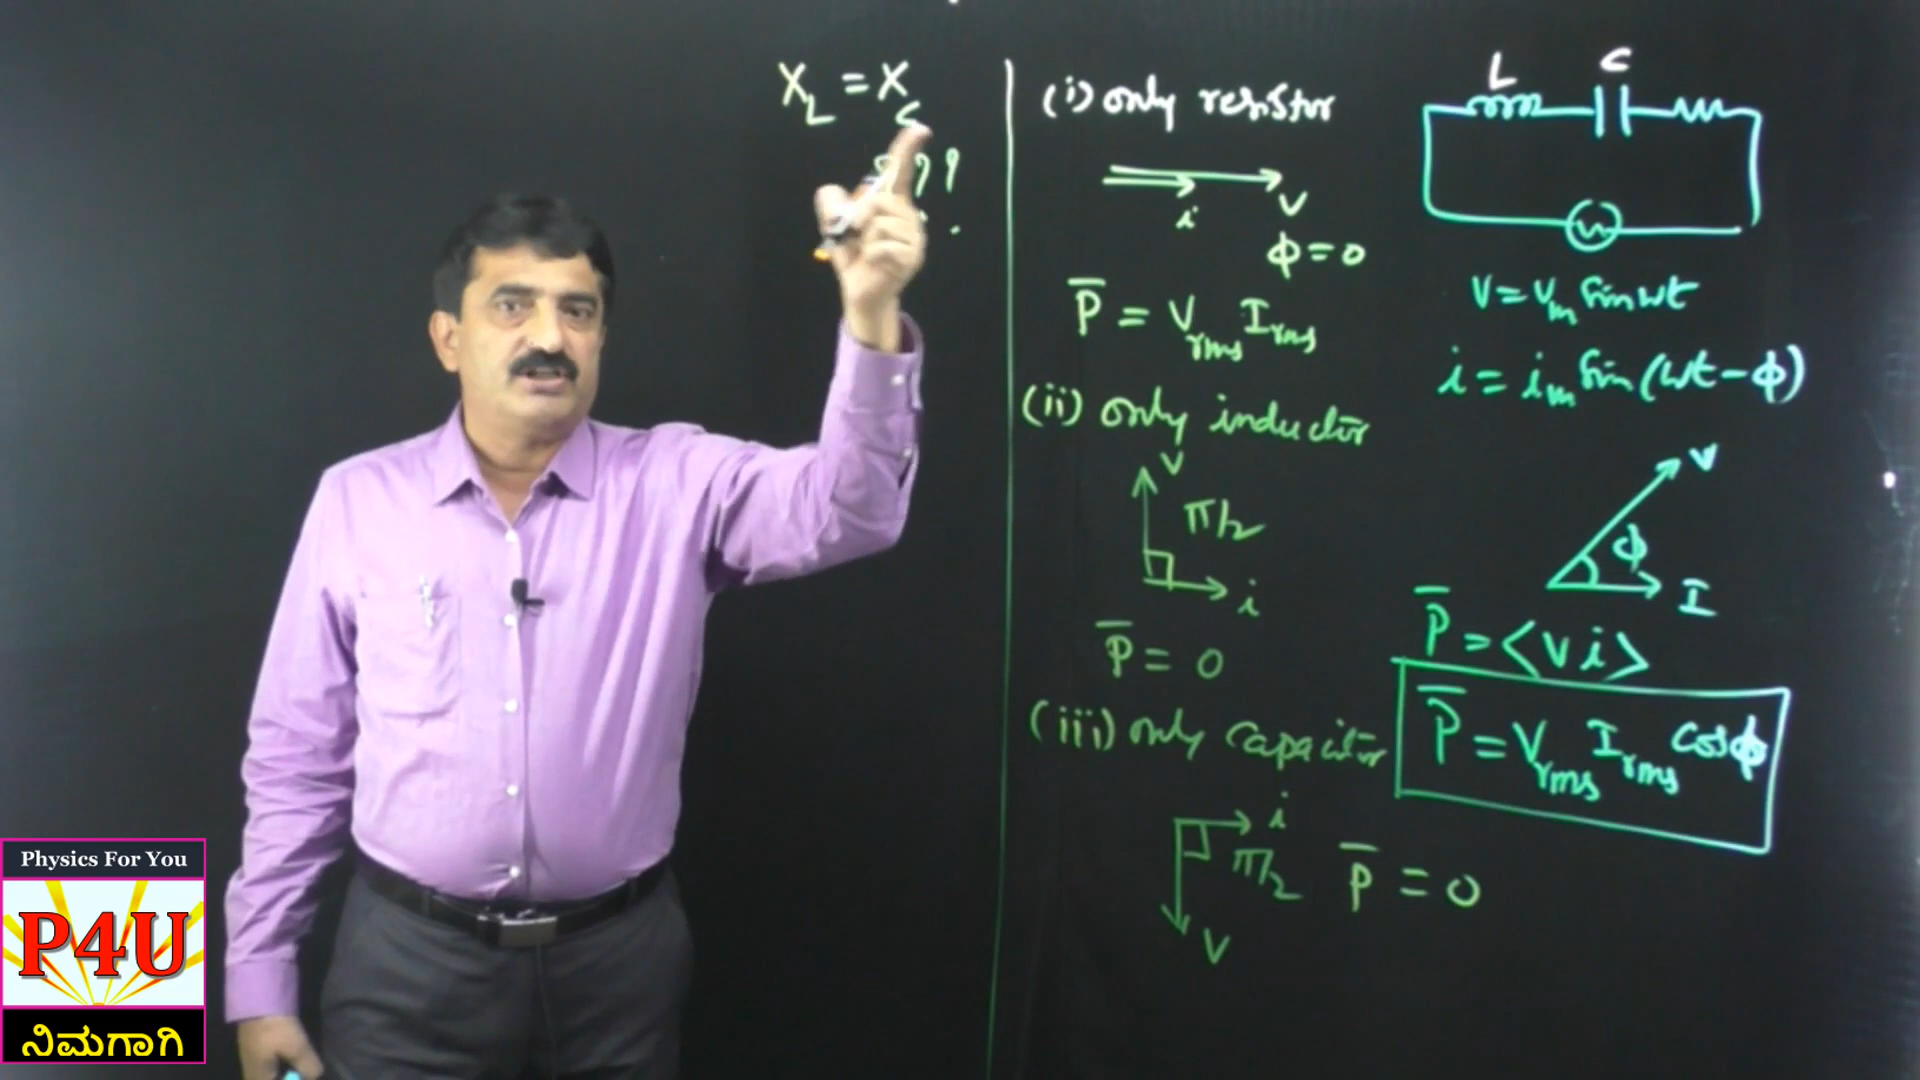 X_L = X_C
???
(i) only resistor
V
i
ϕ = 0
P̅ = V_rms I_rms
(ii) only inductor
V
π/2
i
P̅ = 0
(iii) only capacitor
i
π/2
V
P̅ = 0
L C
V = V_m sin ωt
i = i_m sin (ωt - ϕ)
V
ϕ
I
P̅ = <V i>
P̅ = V_rms I_rms cosϕ
Physics For You
P4U
ನಿಮಗಾಗಿ